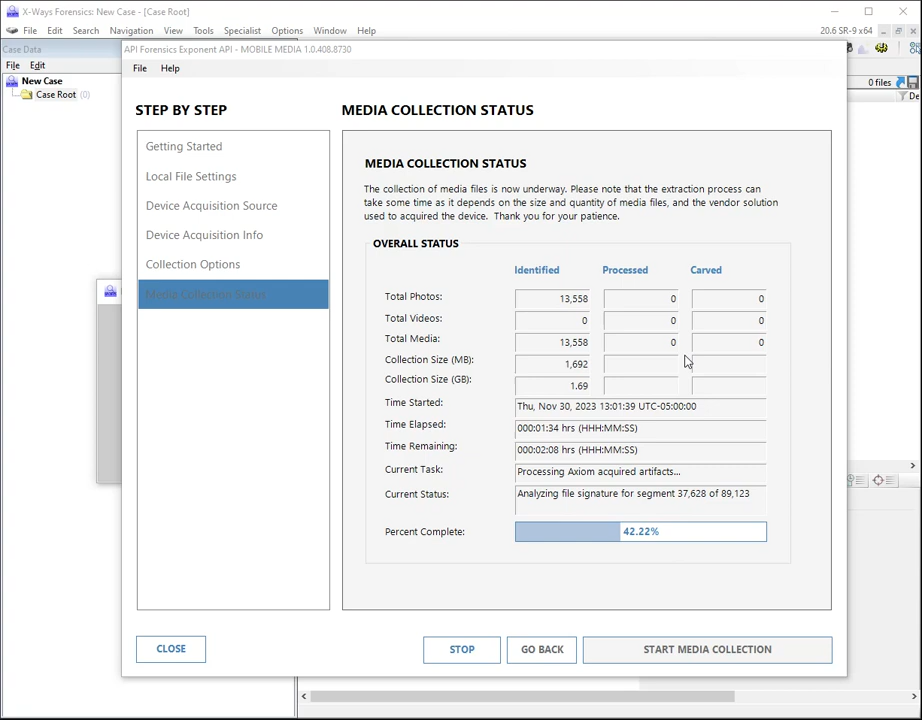 X-Ways Forensics: New Case - [Case Root]
File Edit Search Navigation View Tools Specialist Options Window Help
20.6 SR-9 x64
Case Data
File Edit
New Case
Case Root (0)
0 files
De
API Forensics Exponent API - MOBILE MEDIA 1.0.408.8730
File Help
STEP BY STEP
Getting Started
Local File Settings
Device Acquisition Source
Device Acquisition Info
Collection Options
Media Collection Status
MEDIA COLLECTION STATUS
MEDIA COLLECTION STATUS
The collection of media files is now underway. Please note that the extraction process can
take some time as it depends on the size and quantity of media files, and the vendor solution
used to acquired the device. Thank you for your patience.
OVERALL STATUS
Identified Processed Carved
Total Photos: 13,558 0 0
Total Videos: 0 0 0
Total Media: 13,558 0 0
Collection Size (MB): 1,692
Collection Size (GB): 1.69
Time Started: Thu, Nov 30, 2023 13:01:39 UTC-05:00:00
Time Elapsed: 000:01:34 hrs (HHH:MM:SS)
Time Remaining: 000:02:08 hrs (HHH:MM:SS)
Current Task: Processing Axiom acquired artifacts...
Current Status: Analyzing file signature for segment 37,628 of 89,123
Percent Complete: 42.22%
CLOSE STOP GO BACK START MEDIA COLLECTION